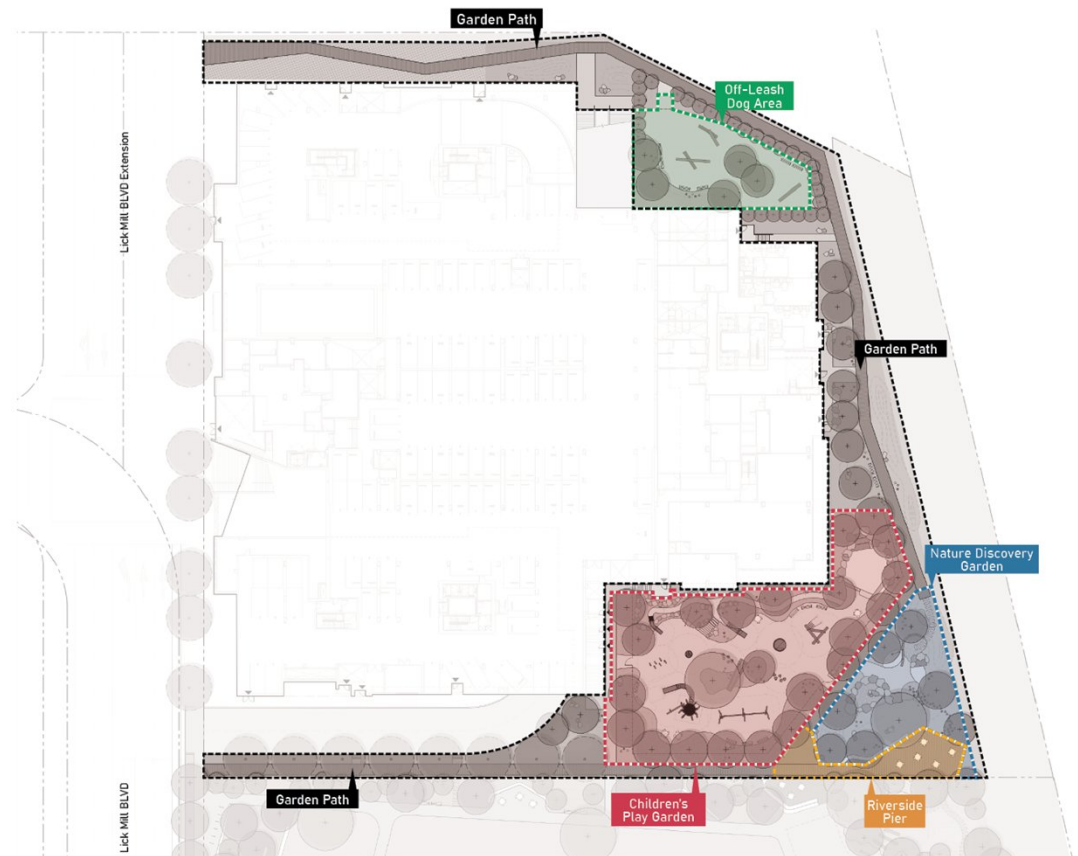 Garden Path
Off-Leash
Dog Area
Lick Mill BLVD Extension
Garden Path
Nature Discovery
Garden
Garden Path
Children's
Play Garden
Riverside
Pier
Lick Mill BLVD